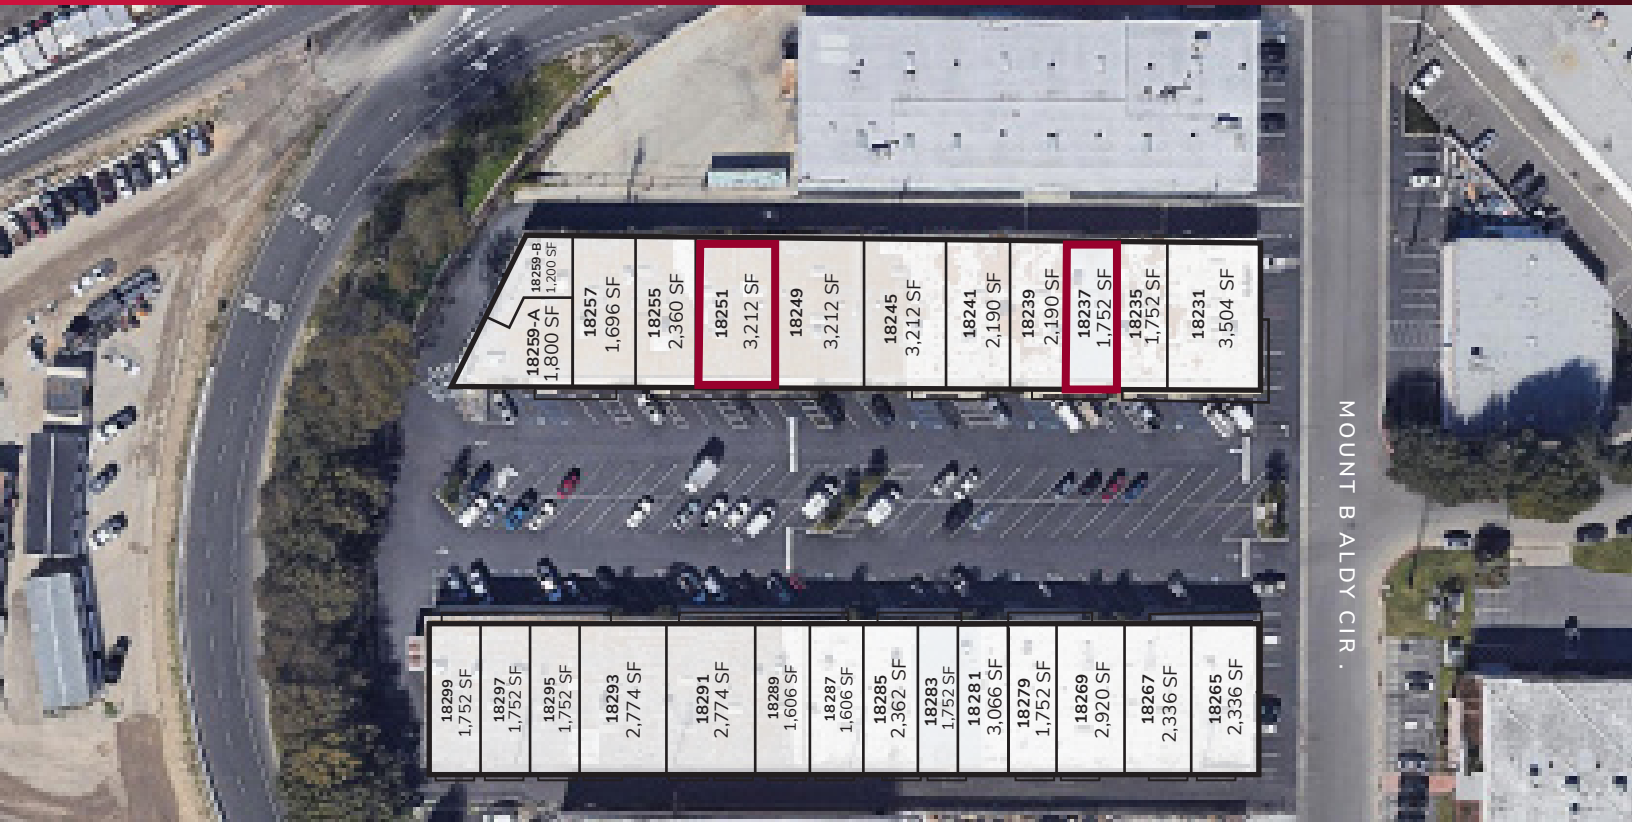 18259-B
1,200 SF
18259-A
1,800 SF
18257
1,696 SF
18255
2,360 SF
18251
3,212 SF
18249
3,212 SF
18245
3,212 SF
18241
2,190 SF
18239
2,190 SF
18237
1,752 SF
18235
1,752 SF
18231
3,504 SF
MOUNT BALDY CIR.
18299
1,752 SF
18297
1,752 SF
18295
1,752 SF
18293
2,774 SF
18291
2,774 SF
18289
1,606 SF
18287
1,606 SF
18285
2,362 SF
18283
1,752 SF
18281
3,066 SF
18279
1,752 SF
18269
2,920 SF
18267
2,336 SF
18265
2,336 SF